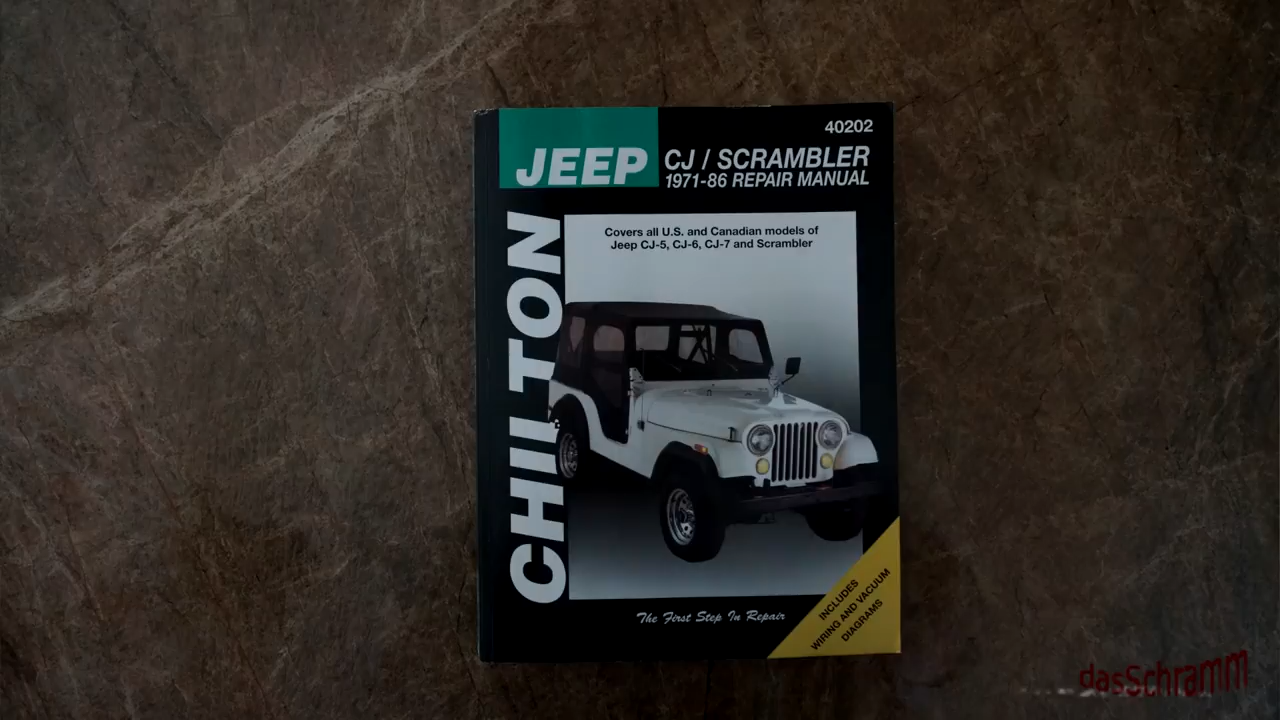 40202
JEEP
CJ / SCRAMBLER
1971-86 REPAIR MANUAL
CHILTON
Covers all U.S. and Canadian models of
Jeep CJ-5, CJ-6, CJ-7 and Scrambler
The First Step In Repair
INCLUDES
WIRING AND VACUUM
DIAGRAMS
dasSchramm